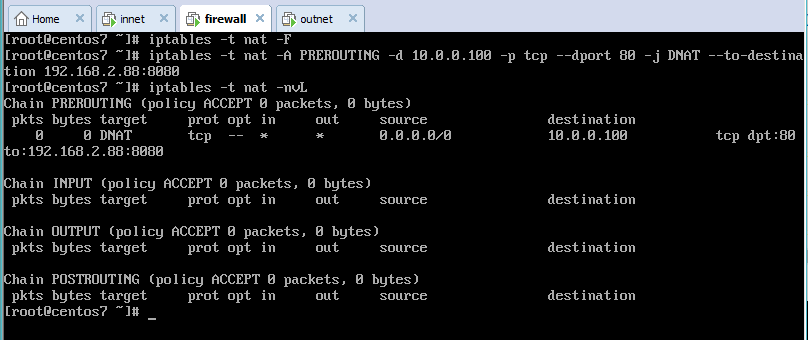 Home innet firewall outnet
[root@centos7 ]# iptables -t nat -F
[root@centos7 ]# iptables -t nat -A PREROUTING -d 10.0.0.100 -p tcp --dport 80 -j DNAT --to-destina
tion 192.168.2.88:8080
[root@centos7 ]# iptables -t nat -nvL
Chain PREROUTING (policy ACCEPT 0 packets, 0 bytes)
pkts bytes target prot opt in out source destination
0 0 DNAT tcp -- * * 0.0.0.0/0 10.0.0.100 tcp dpt:80
to:192.168.2.88:8080
Chain INPUT (policy ACCEPT 0 packets, 0 bytes)
pkts bytes target prot opt in out source destination
Chain OUTPUT (policy ACCEPT 0 packets, 0 bytes)
pkts bytes target prot opt in out source destination
Chain POSTROUTING (policy ACCEPT 0 packets, 0 bytes)
pkts bytes target prot opt in out source destination
[root@centos7 ]# _